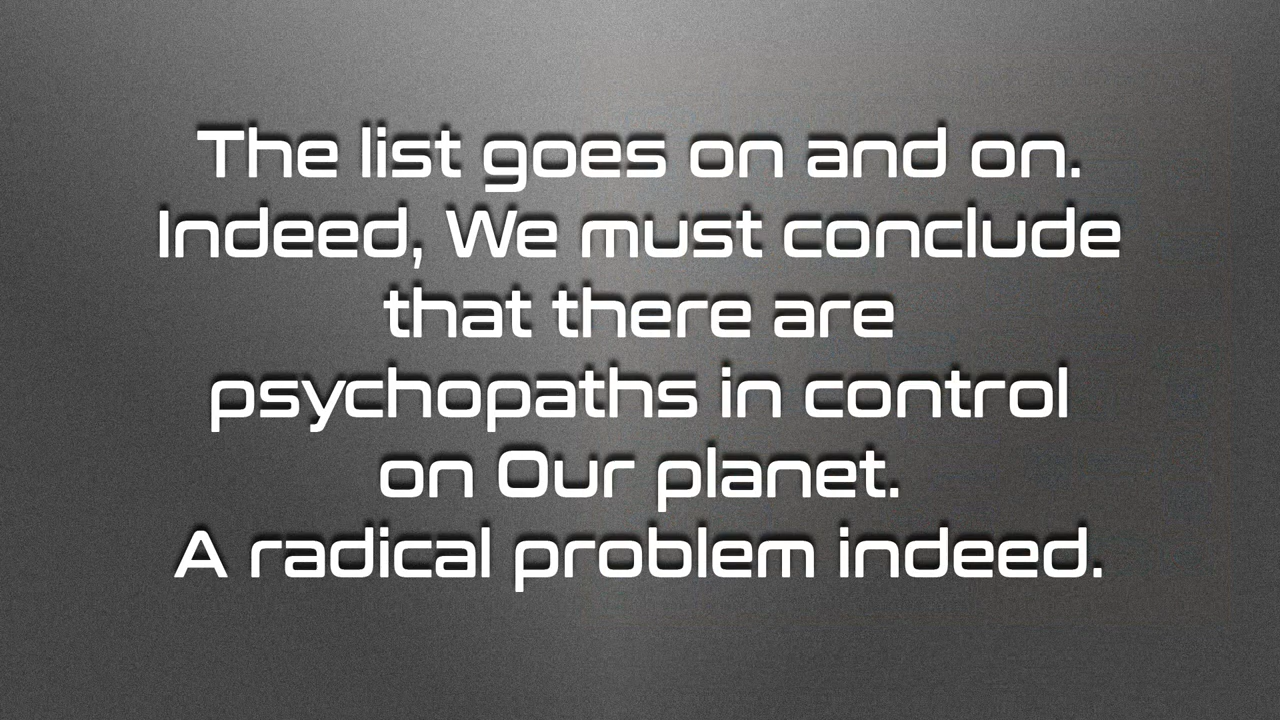 The list goes on and on.
Indeed, We must conclude
that there are
psychopaths in control
on Our planet.
A radical problem indeed.